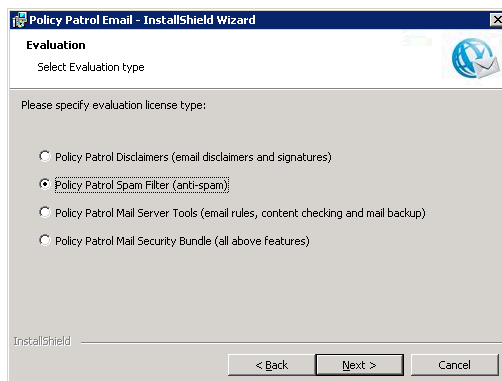 Policy Patrol Email - InstallShield Wizard
Evaluation
Select Evaluation type
Please specify evaluation license type:
Policy Patrol Disclaimers (email disclaimers and signatures)
Policy Patrol Spam Filter (anti-spam)
Policy Patrol Mail Server Tools (email rules, content checking and mail backup)
Policy Patrol Mail Security Bundle (all above features)
InstallShield
< Back
Next >
Cancel